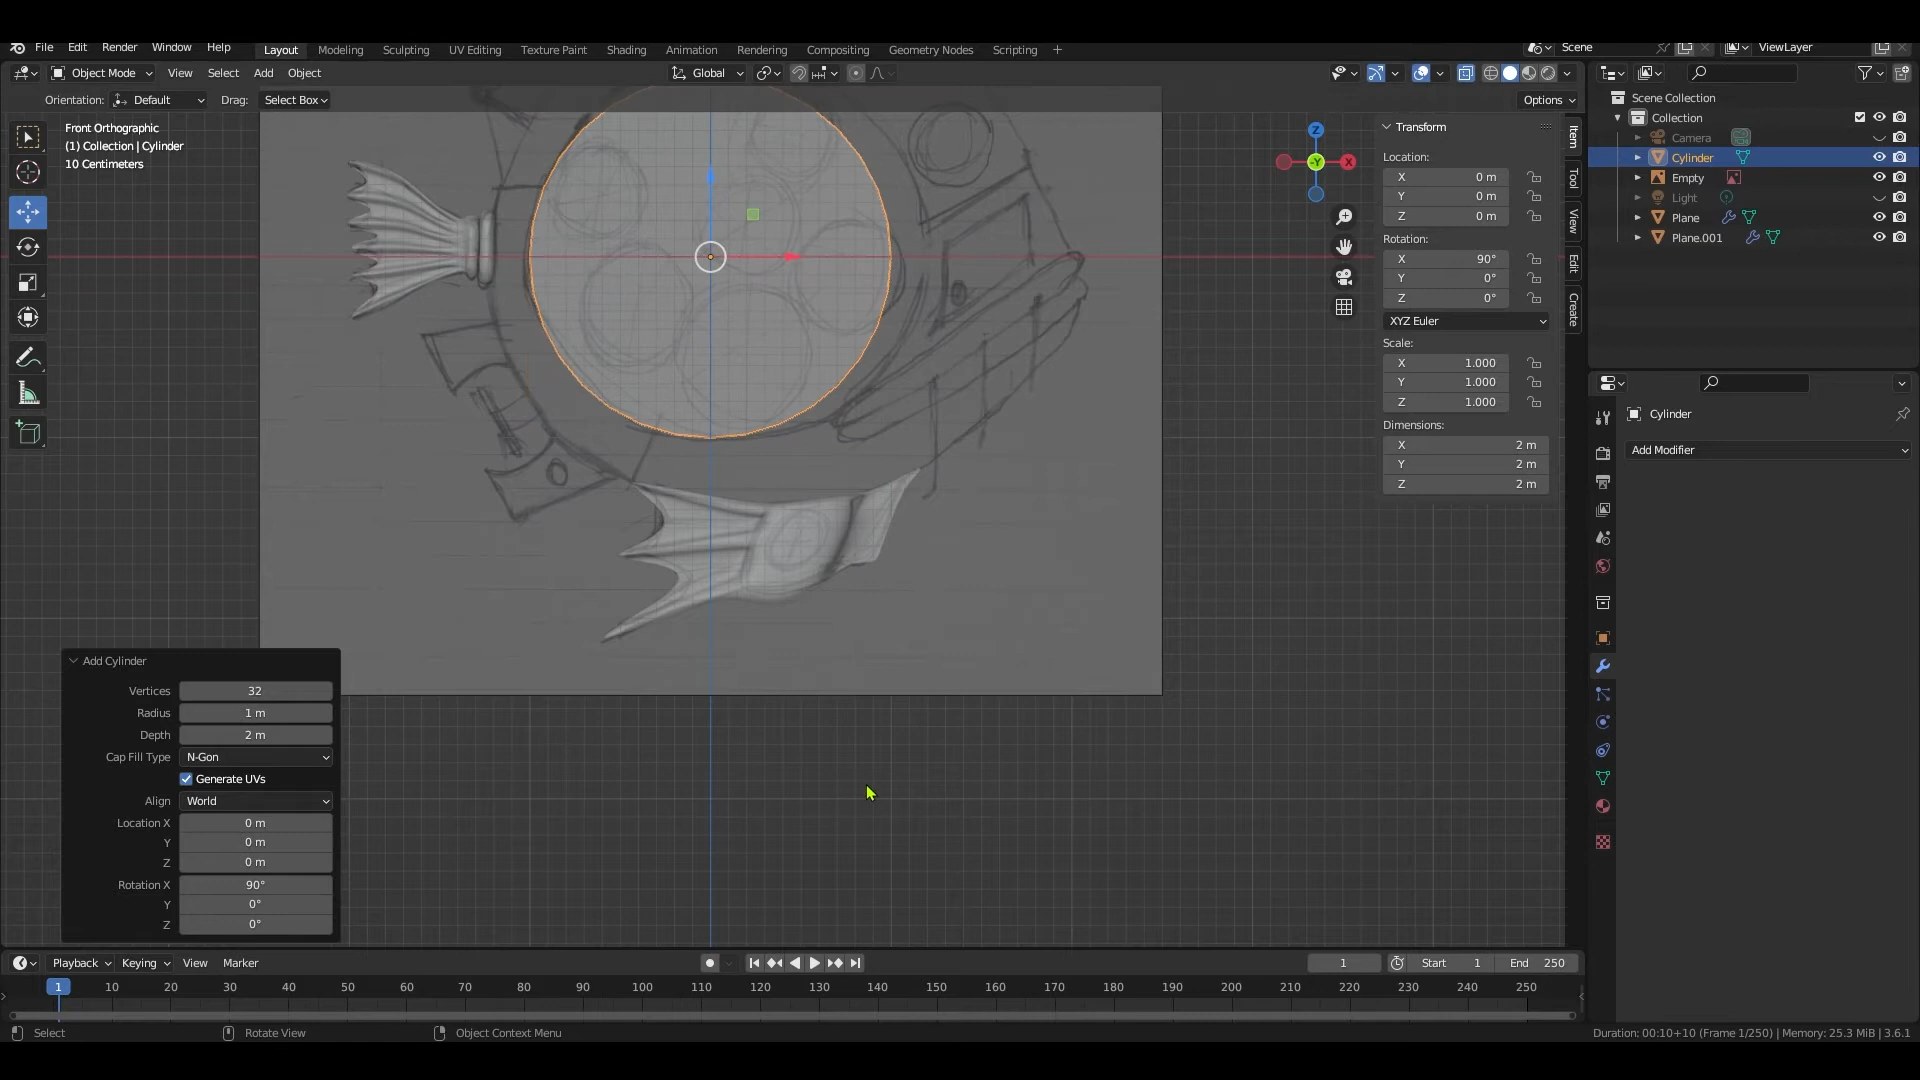 File Edit Render Window Help
Layout Modeling Sculpting UV Editing Texture Paint Shading Animation Rendering Compositing Geometry Nodes Scripting +
Scene
ViewLayer
Object Mode View Select Add Object
Global
Orientation: Default Drag: Select Box
Options
Front Orthographic
(1) Collection | Cylinder
10 Centimeters
Z
-Y
X
Transform
Location:
X 0 m
Y 0 m
Z 0 m
Rotation:
X 90°
Y 0°
Z 0°
XYZ Euler
Scale:
X 1.000
Y 1.000
Z 1.000
Dimensions:
X 2 m
Y 2 m
Z 2 m
Item
Tool
View
Edit
Create
Scene Collection
Collection
Camera
Cylinder
Empty
Light
Plane
Plane.001
Cylinder
Add Modifier
Add Cylinder
Vertices 32
Radius 1 m
Depth 2 m
Cap Fill Type N-Gon
Generate UVs
Align World
Location X 0 m
Y 0 m
Z 0 m
Rotation X 90°
Y 0°
Z 0°
Playback Keying View Marker
1 Start 1 End 250
1 10 20 30 40 50 60 70 80 90 100 110 120 130 140 150 160 170 180 190 200 210 220 230 240 250
Select Rotate View Object Context Menu
Duration: 00:10+10 (Frame 1/250) | Memory: 25.3 MiB | 3.6.1